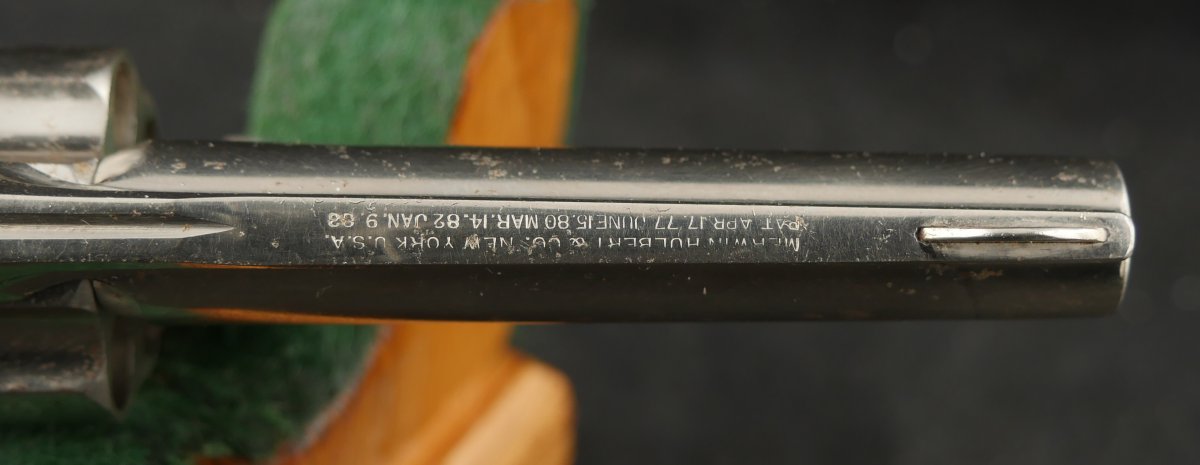 MERWIN HULBERT & CO. NEW YORK U.S.A.
PAT. APR.17.77. JUNE.15.80 MAR.14.82 JAN.9.83